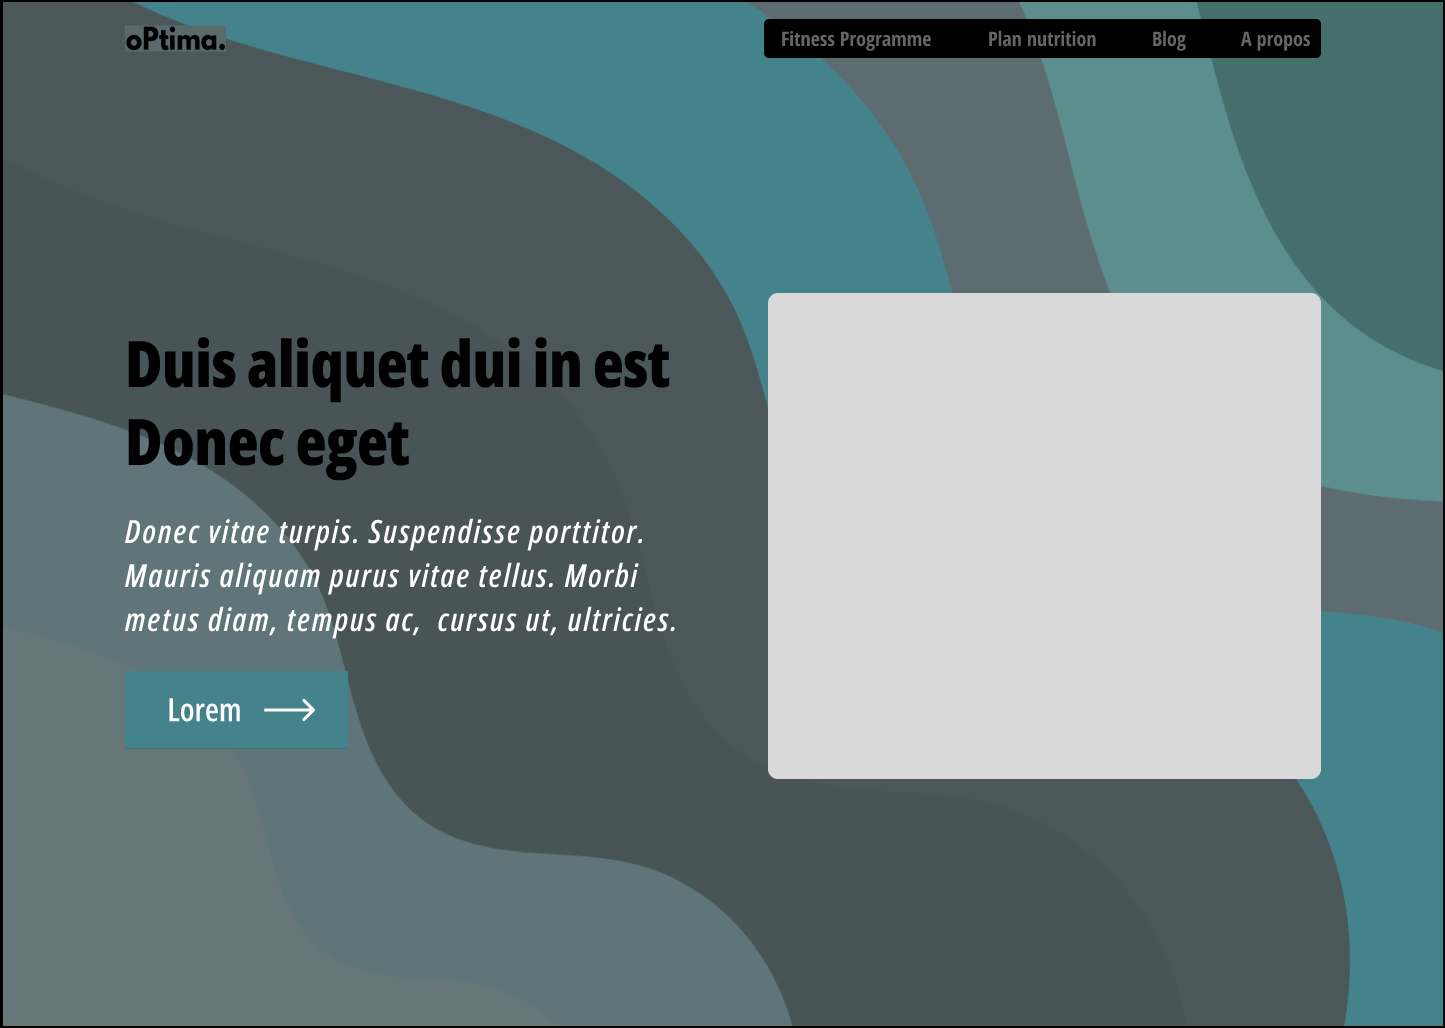 oPtima.
Fitness Programme Plan nutrition Blog A propos
Duis aliquet dui in est
Donec eget
Donec vitae turpis. Suspendisse porttitor.
Mauris aliquam purus vitae tellus. Morbi
metus diam, tempus ac, cursus ut, ultricies.
Lorem